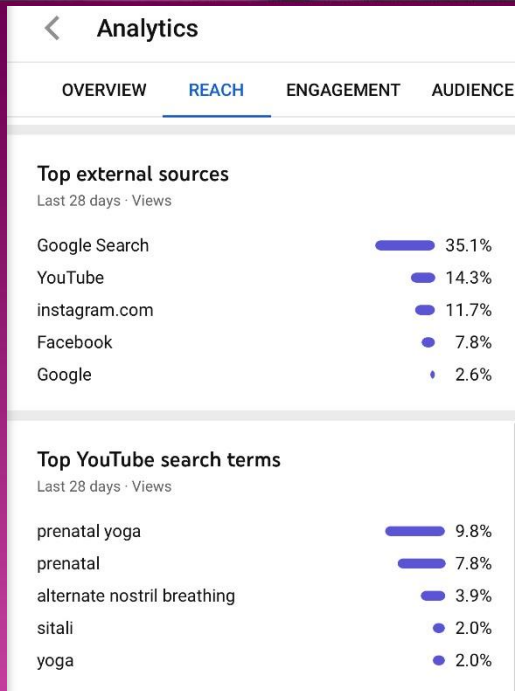 Analytics
OVERVIEW REACH ENGAGEMENT AUDIENCE
Top external sources
Last 28 days · Views
Google Search 35.1%
YouTube 14.3%
instagram.com 11.7%
Facebook 7.8%
Google 2.6%
Top YouTube search terms
Last 28 days · Views
prenatal yoga 9.8%
prenatal 7.8%
alternate nostril breathing 3.9%
sitali 2.0%
yoga 2.0%